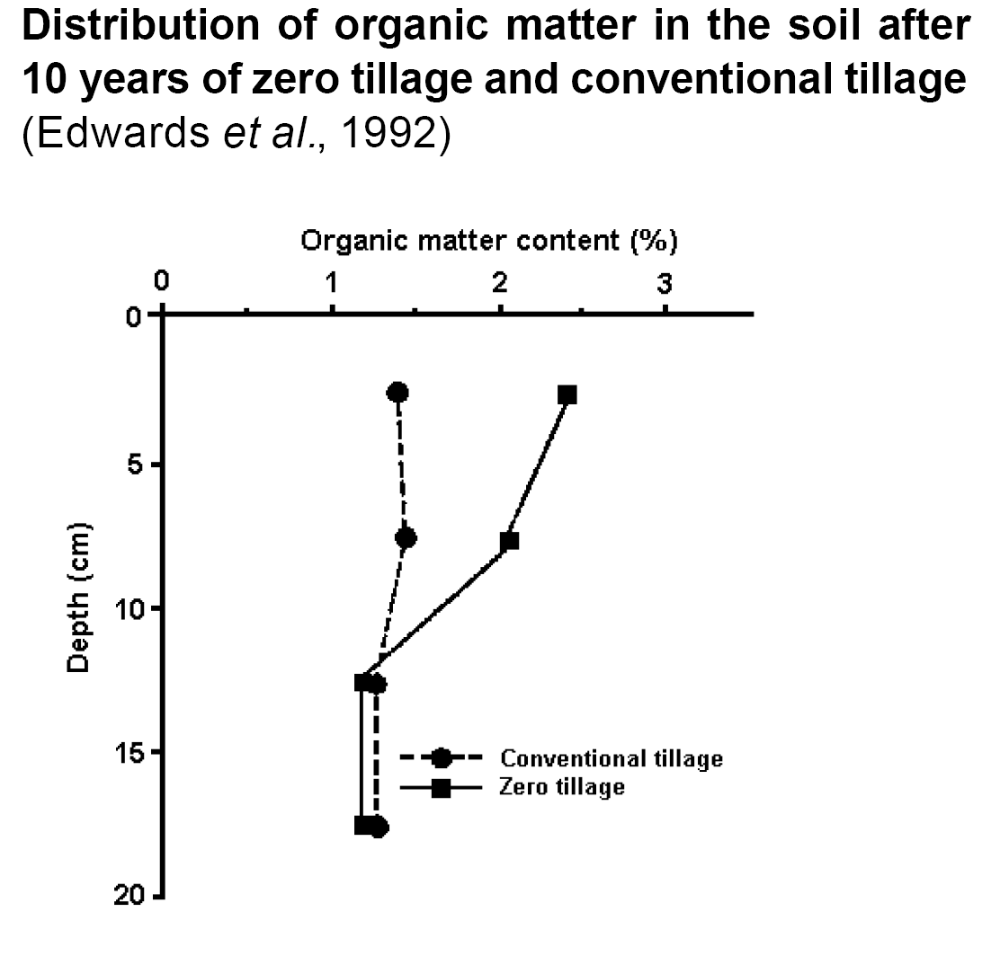 Distribution of organic matter in the soil after
10 years of zero tillage and conventional tillage
(Edwards et al., 1992)
Organic matter content (%)
0 1 2 3
0
5
10
15
20
Depth (cm)
Conventional tillage
Zero tillage